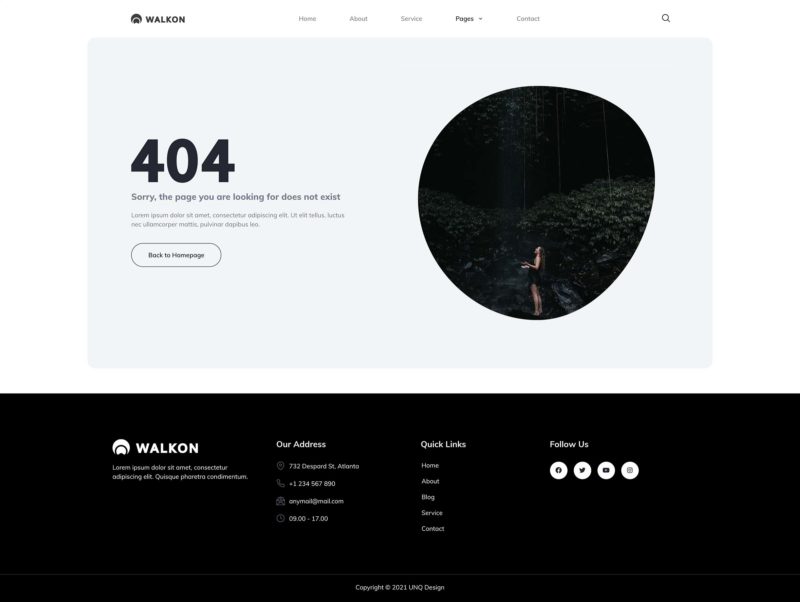 WALKON
Home About Service Pages Contact
404
Sorry, the page you are looking for does not exist
Lorem ipsum dolor sit amet, consectetur adipiscing elit. Ut elit tellus, luctus
nec ullamcorper mattis, pulvinar dapibus leo.
Back to Homepage
WALKON
Lorem ipsum dolor sit amet, consectetur
adipiscing elit. Quisque pharetra condimentum.
Our Address
732 Despard St, Atlanta
+1 234 567 890
anymail@mail.com
09.00 - 17.00
Quick Links
Home
About
Blog
Service
Contact
Follow Us
Copyright © 2021 UNQ Design